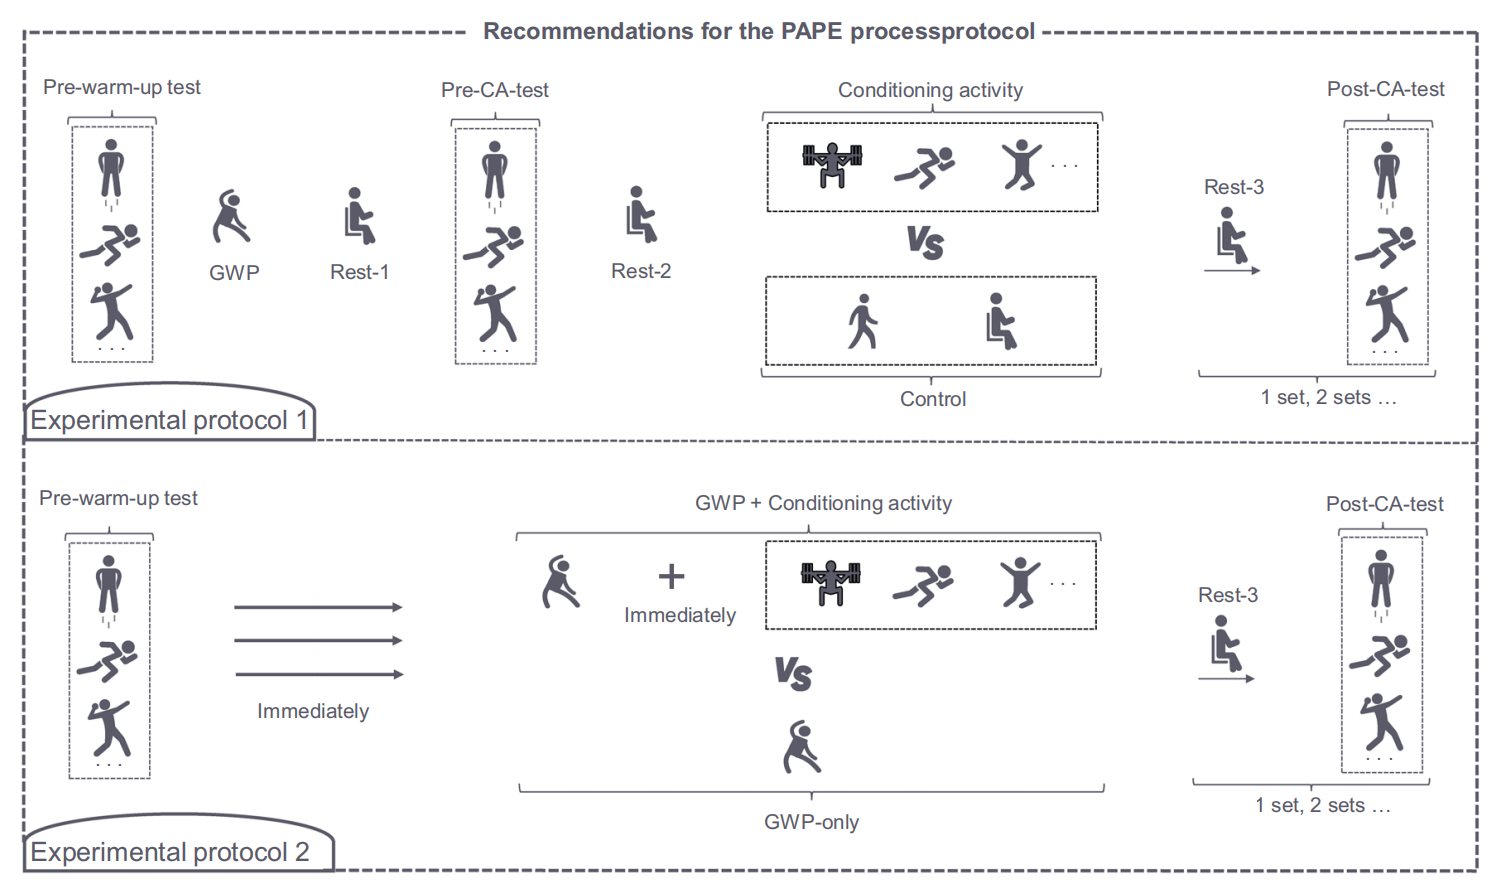 Recommendations for the PAPE processprotocol
Pre-warm-up test
Pre-CA-test
Conditioning activity
Post-CA-test
GWP
Rest-1
Rest-2
VS
Rest-3
Control
1 set, 2 sets ...
Experimental protocol 1
Pre-warm-up test
GWP + Conditioning activity
Post-CA-test
Immediately
+
Immediately
VS
Rest-3
GWP-only
1 set, 2 sets ...
Experimental protocol 2